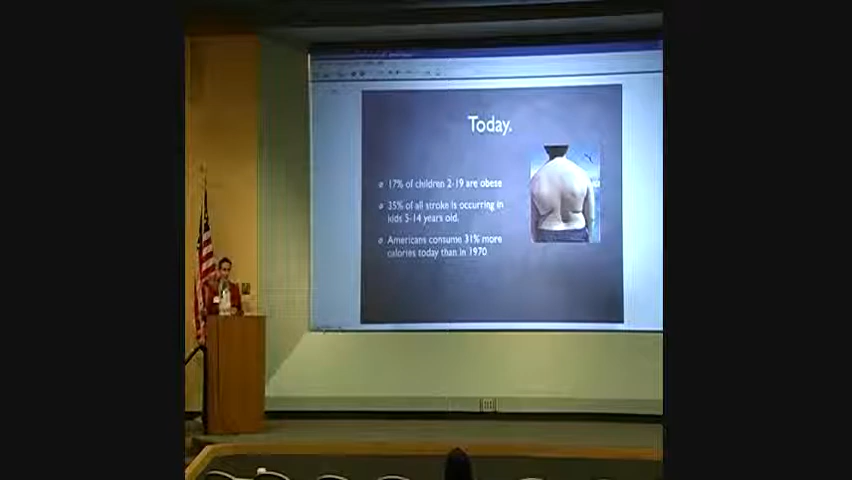 Today.
17% of children 2-19 are obese
35% of all stroke is occurring in
kids 5-14 years old.
Americans consume 31% more
calories today than in 1970